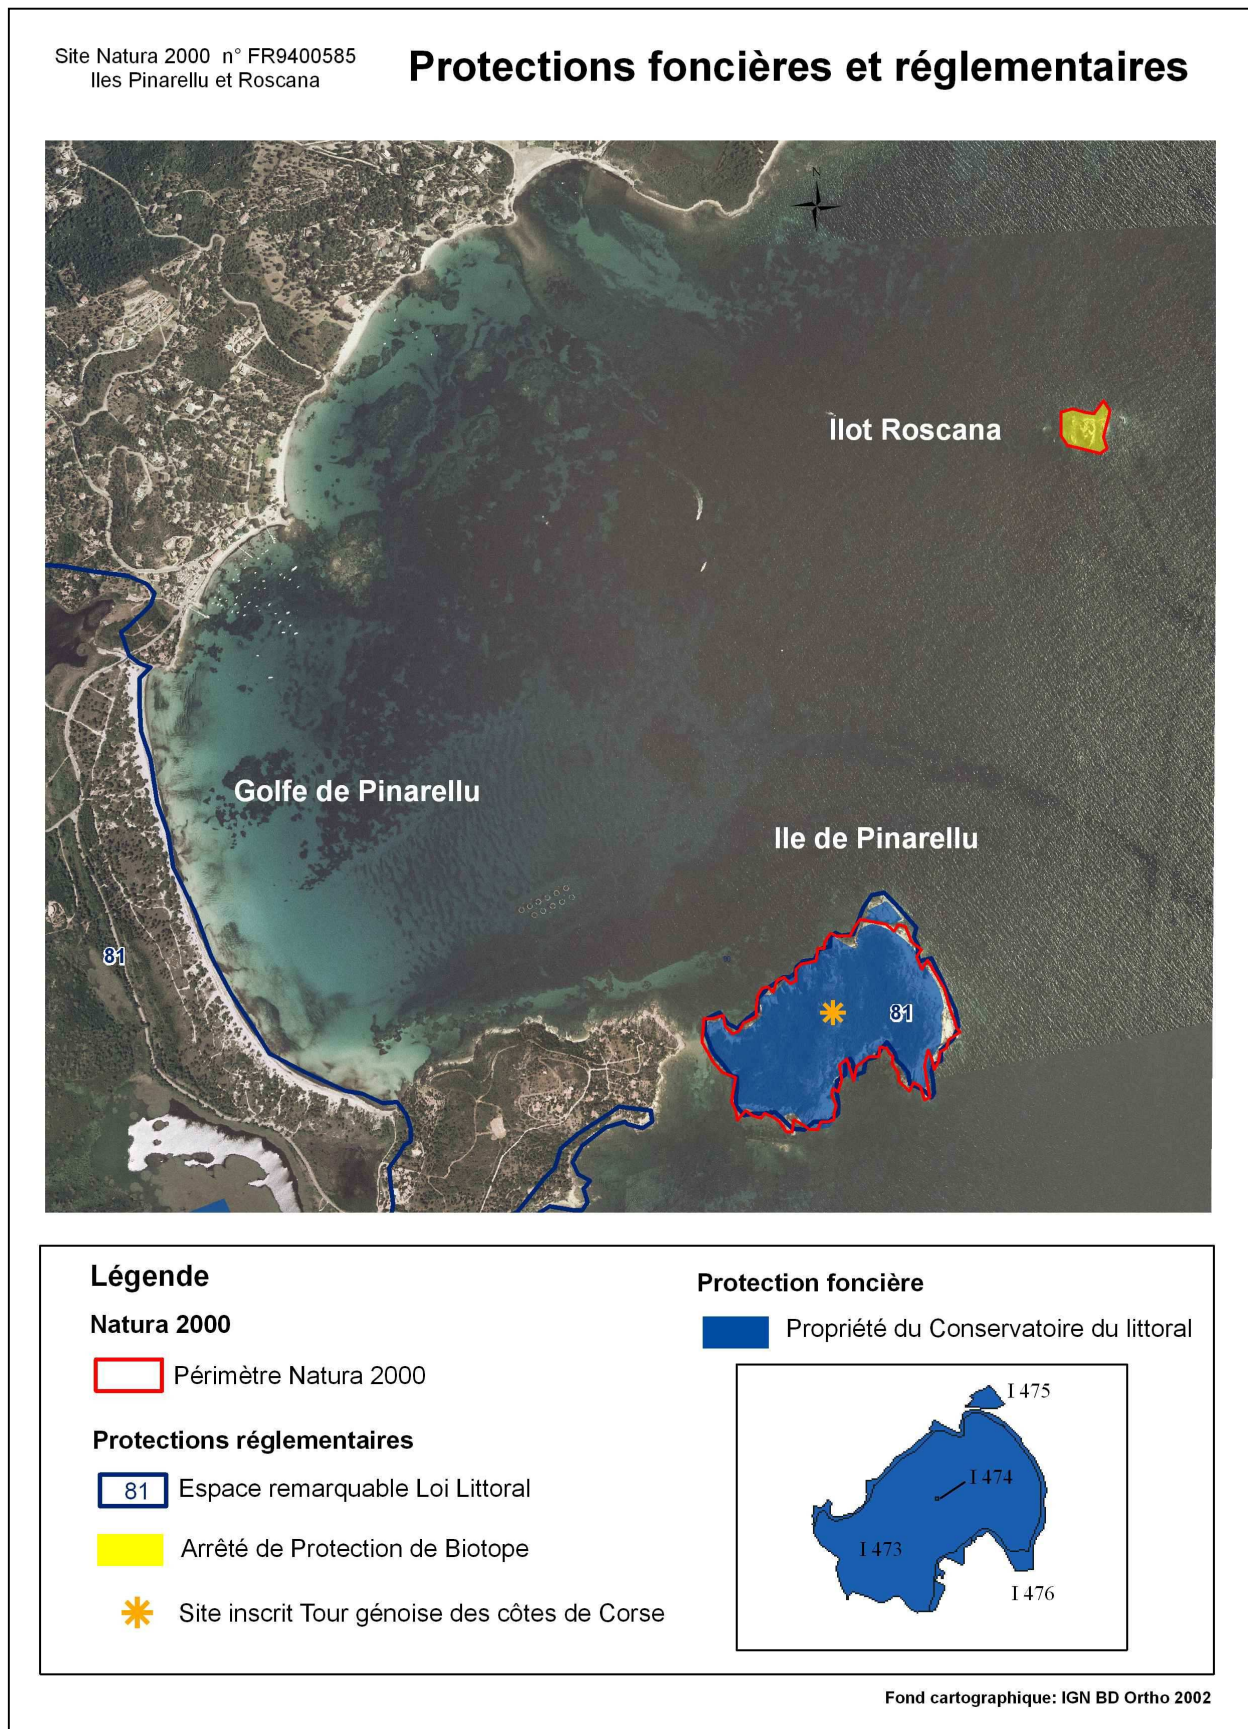 Site Natura 2000 n° FR9400585
Iles Pinarellu et Roscana
Protections foncières et réglementaires
N
Ilot Roscana
Golfe de Pinarellu
Ile de Pinarellu
81
81
Légende
Natura 2000
Périmètre Natura 2000
Protections réglementaires
81 Espace remarquable Loi Littoral
Arrêté de Protection de Biotope
Site inscrit Tour génoise des côtes de Corse
Protection foncière
Propriété du Conservatoire du littoral
I 475
I 474
I 473
I 476
Fond cartographique: IGN BD Ortho 2002